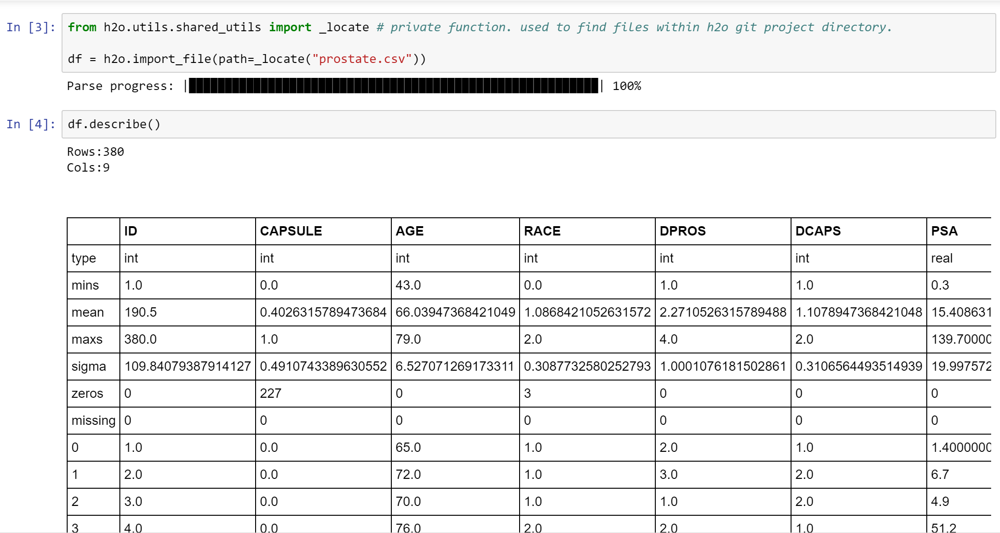 In [3]: from h2o.utils.shared_utils import _locate # private function. used to find files within h2o git project directory.
df = h2o.import_file(path=_locate("prostate.csv"))
Parse progress: |█████████████████████████████████████████████████████████| 100%
In [4]: df.describe()
Rows:380
Cols:9
ID CAPSULE AGE RACE DPROS DCAPS PSA
type int int int int int int real
mins 1.0 0.0 43.0 0.0 1.0 1.0 0.3
mean 190.5 0.4026315789473684 66.03947368421049 1.0868421052631572 2.2710526315789488 1.1078947368421048 15.408631
maxs 380.0 1.0 79.0 2.0 4.0 2.0 139.70000
sigma 109.84079387914127 0.4910743389630552 6.527071269173311 0.3087732580252793 1.0001076181502861 0.3106564493514939 19.997572
zeros 0 227 0 3 0 0 0
missing 0 0 0 0 0 0 0
0 1.0 0.0 65.0 1.0 2.0 1.0 1.4000000
1 2.0 0.0 72.0 1.0 3.0 2.0 6.7
2 3.0 0.0 70.0 1.0 1.0 2.0 4.9
3 4.0 0.0 76.0 2.0 2.0 1.0 51.2